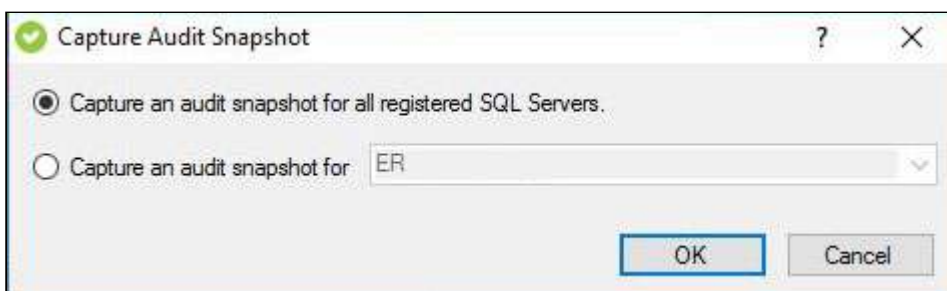 Capture Audit Snapshot ?
Capture an audit snapshot for all registered SQL Servers.
Capture an audit snapshot for ER
OK Cancel